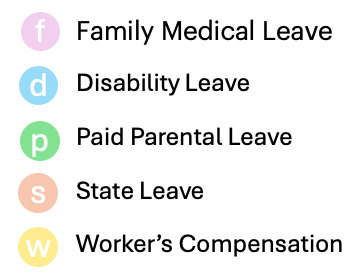 f Family Medical Leave
d Disability Leave
p Paid Parental Leave
s State Leave
w Worker’s Compensation